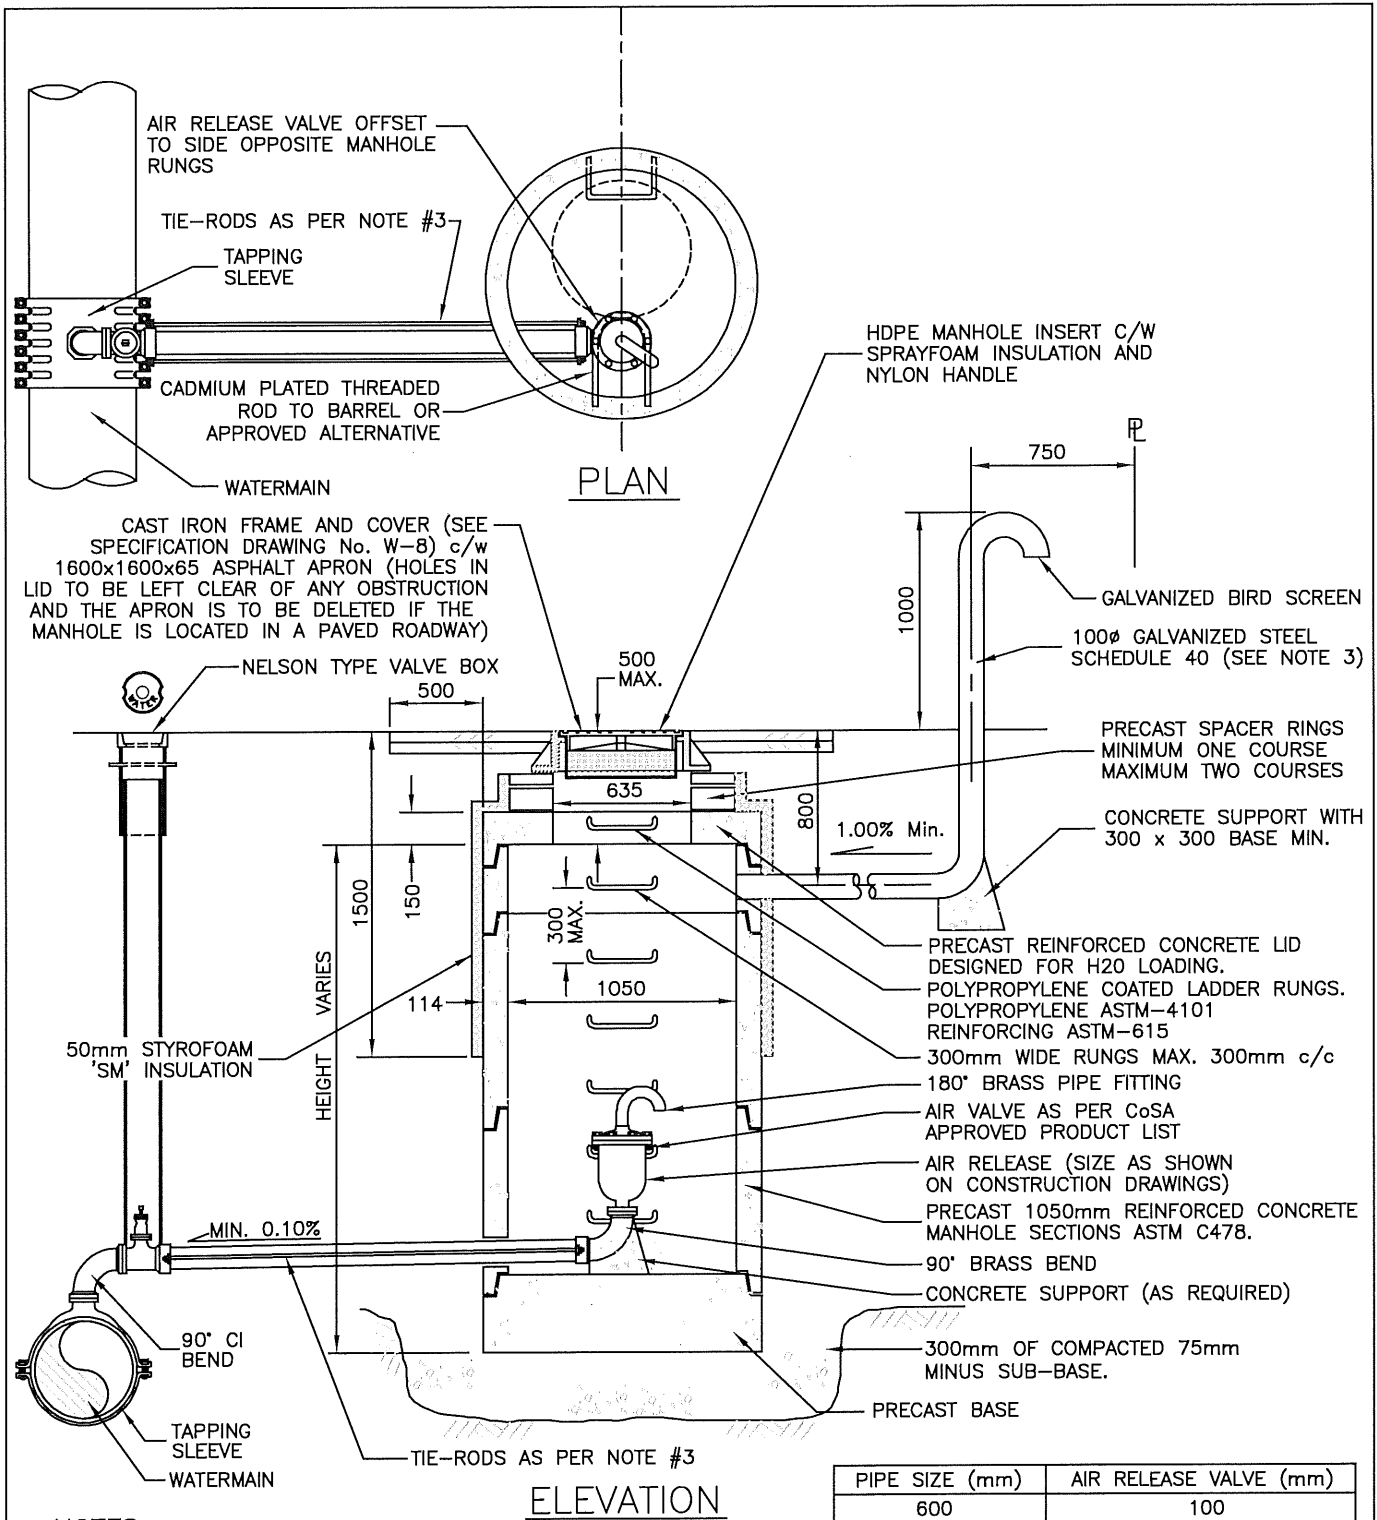 AIR RELEASE VALVE OFFSET
TO SIDE OPPOSITE MANHOLE
RUNGS
TIE-RODS AS PER NOTE #3
TAPPING
SLEEVE
CADMIUM PLATED THREADED
ROD TO BARREL OR
APPROVED ALTERNATIVE
WATERMAIN
PLAN
HDPE MANHOLE INSERT C/W
SPRAYFOAM INSULATION AND
NYLON HANDLE
PL
750
CAST IRON FRAME AND COVER (SEE
SPECIFICATION DRAWING No. W-8) c/w
1600x1600x65 ASPHALT APRON (HOLES IN
LID TO BE LEFT CLEAR OF ANY OBSTRUCTION
AND THE APRON IS TO BE DELETED IF THE
MANHOLE IS LOCATED IN A PAVED ROADWAY)
NELSON TYPE VALVE BOX
WATER
500
500
MAX.
1000
GALVANIZED BIRD SCREEN
100ø GALVANIZED STEEL
SCHEDULE 40 (SEE NOTE 3)
PRECAST SPACER RINGS
MINIMUM ONE COURSE
MAXIMUM TWO COURSES
635
800
1.00% Min.
CONCRETE SUPPORT WITH
300 x 300 BASE MIN.
1500
150
300
MAX.
HEIGHT VARIES
114
1050
PRECAST REINFORCED CONCRETE LID
DESIGNED FOR H20 LOADING.
POLYPROPYLENE COATED LADDER RUNGS.
POLYPROPYLENE ASTM-4101
REINFORCING ASTM-615
300mm WIDE RUNGS MAX. 300mm c/c
50mm STYROFOAM
'SM' INSULATION
180° BRASS PIPE FITTING
AIR VALVE AS PER CoSA
APPROVED PRODUCT LIST
AIR RELEASE (SIZE AS SHOWN
ON CONSTRUCTION DRAWINGS)
PRECAST 1050mm REINFORCED CONCRETE
MANHOLE SECTIONS ASTM C478.
MIN. 0.10%
90° BRASS BEND
CONCRETE SUPPORT (AS REQUIRED)
90° CI
BEND
300mm OF COMPACTED 75mm
MINUS SUB-BASE.
PRECAST BASE
TAPPING
SLEEVE
WATERMAIN
TIE-RODS AS PER NOTE #3
ELEVATION
PIPE SIZE (mm) AIR RELEASE VALVE (mm)
600 100